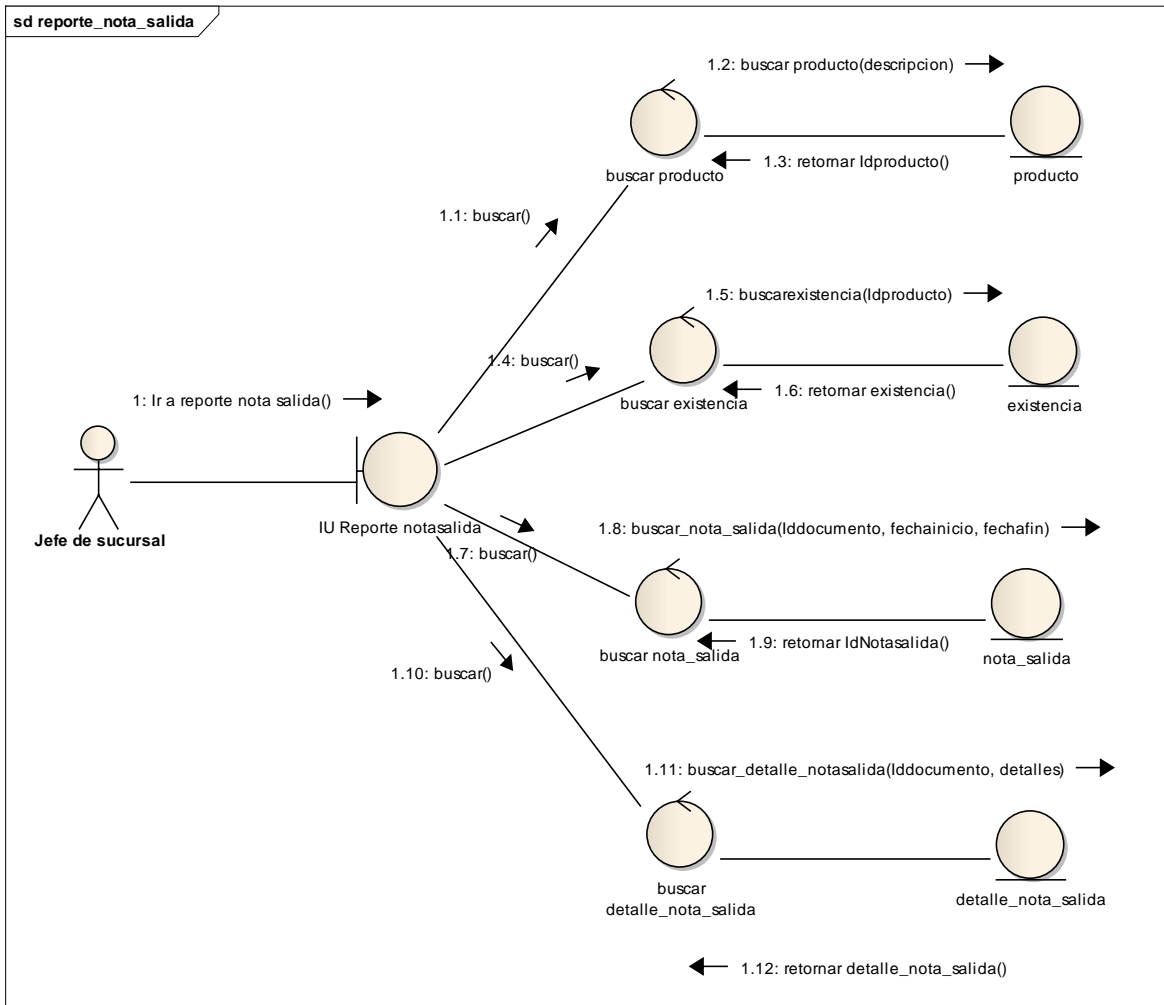 sd reporte_nota_salida
1.2: buscar producto(descripcion)
1.3: retornar Idproducto()
buscar producto
producto
1.1: buscar()
1.5: buscarexistencia(Idproducto)
1.4: buscar()
1.6: retornar existencia()
buscar existencia
existencia
1: Ir a reporte nota salida()
Jefe de sucursal
IU Reporte notasalida
1.8: buscar_nota_salida(Iddocumento, fechainicio, fechafin)
1.7: buscar()
1.9: retornar IdNotasalida()
buscar nota_salida
nota_salida
1.10: buscar()
1.11: buscar_detalle_notasalida(Iddocumento, detalles)
buscar
detalle_nota_salida
detalle_nota_salida
1.12: retornar detalle_nota_salida()